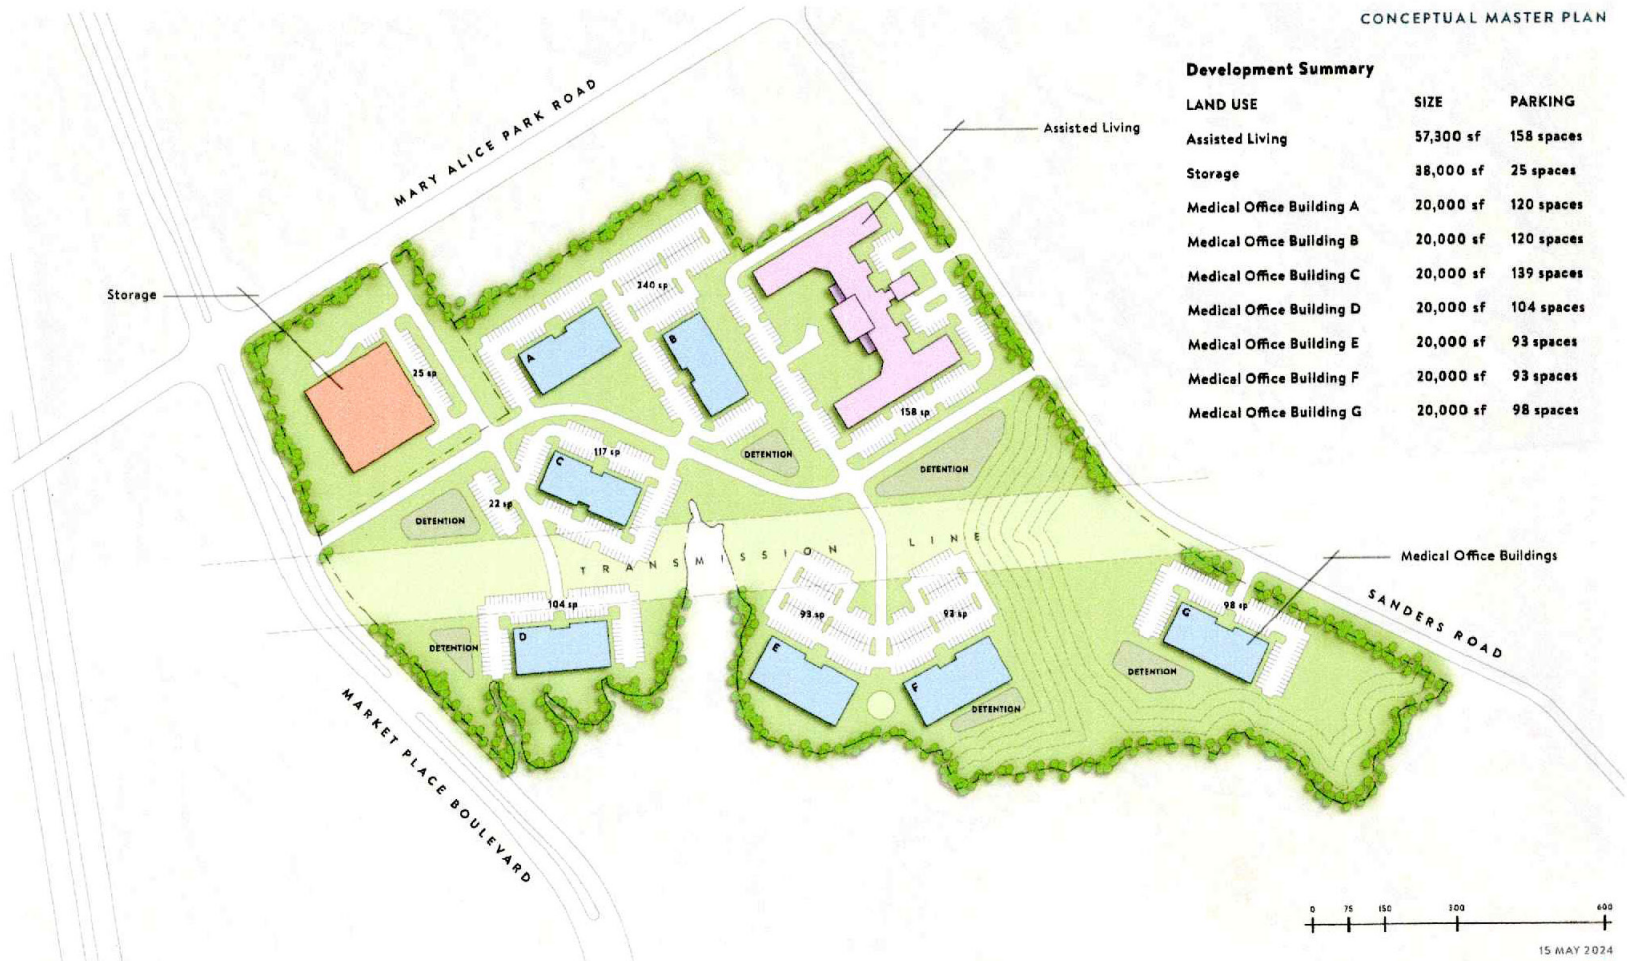 CONCEPTUAL MASTER PLAN
Development Summary
LAND USE SIZE PARKING
Assisted Living 57,300 sf 158 spaces
Storage 38,000 sf 25 spaces
Medical Office Building A 20,000 sf 120 spaces
Medical Office Building B 20,000 sf 120 spaces
Medical Office Building C 20,000 sf 139 spaces
Medical Office Building D 20,000 sf 104 spaces
Medical Office Building E 20,000 sf 93 spaces
Medical Office Building F 20,000 sf 93 spaces
Medical Office Building G 20,000 sf 98 spaces
MARY ALICE PARK ROAD
Assisted Living
Storage
240 sp
A
B
25 sp
158 sp
117 sp
C
DETENTION
DETENTION
22 sp
DETENTION
TRANSMISSION LINE
Medical Office Buildings
104 sp
D
DETENTION
93 sp
93 sp
E
F
DETENTION
98 sp
G
DETENTION
SANDERS ROAD
MARKET PLACE BOULEVARD
0 75 150 300 600
15 MAY 2024